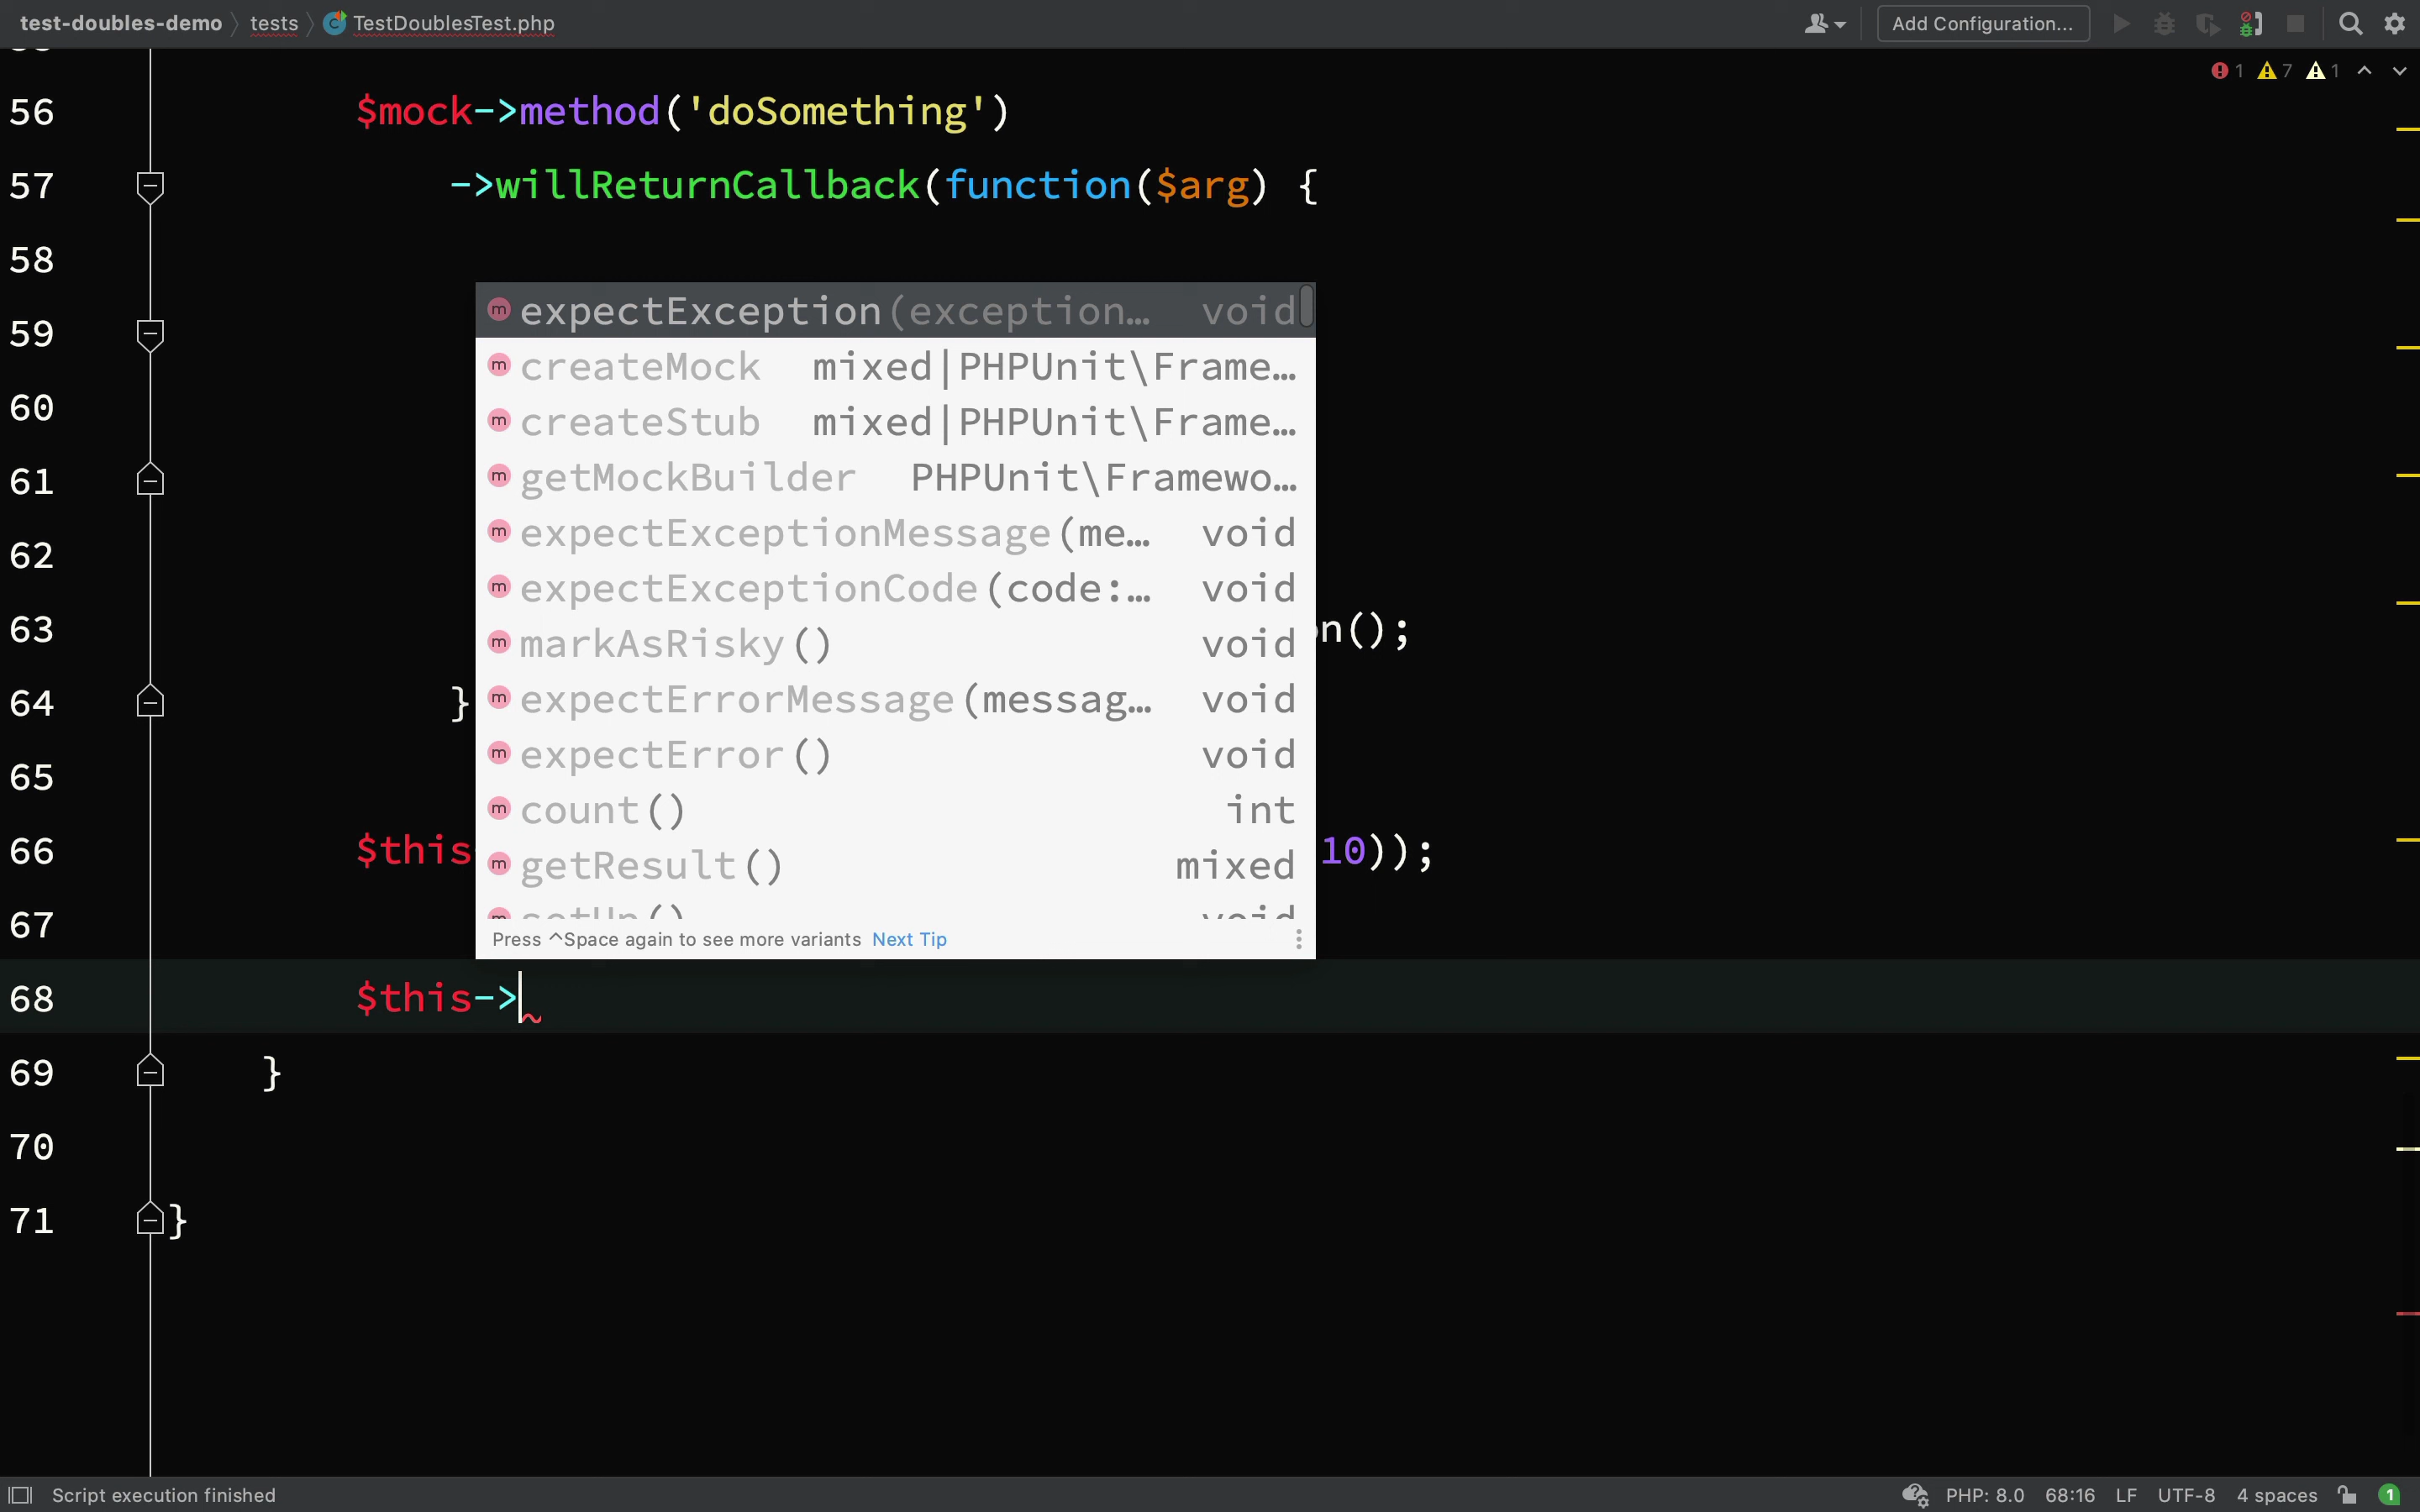 test-doubles-demo tests TestDoublesTest.php Add Configuration...
1 7 1
56 $mock->method('doSomething')
57 ->willReturnCallback(function($arg) {
58
59
60
61
62
63 n();
64 }
65
66 $this 10));
67
68 $this->
69 }
70
71 }
expectException(exception… void
createMock mixed|PHPUnit\Frame…
createStub mixed|PHPUnit\Frame…
getMockBuilder PHPUnit\Framewo…
expectExceptionMessage(me… void
expectExceptionCode(code:… void
markAsRisky() void
expectErrorMessage(messag… void
expectError() void
count() int
getResult() mixed
setUp() void
Press ^Space again to see more variants Next Tip
Script execution finished PHP: 8.0 68:16 LF UTF-8 4 spaces 1